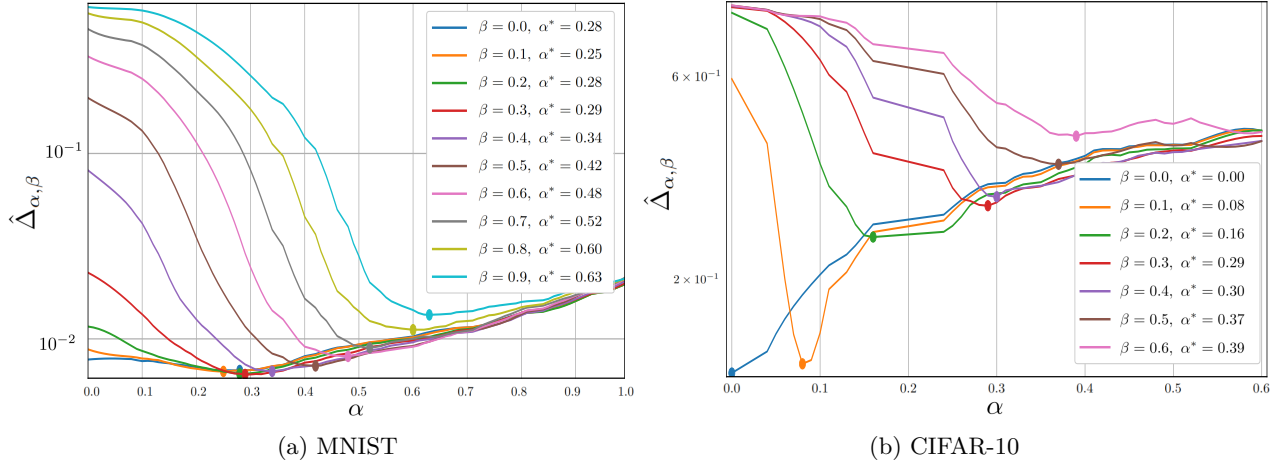 β = 0.0, α* = 0.28
β = 0.1, α* = 0.25
β = 0.2, α* = 0.28
β = 0.3, α* = 0.29
β = 0.4, α* = 0.34
β = 0.5, α* = 0.42
β = 0.6, α* = 0.48
β = 0.7, α* = 0.52
β = 0.8, α* = 0.60
β = 0.9, α* = 0.63
10⁻¹
10⁻²
Δ̂α,β
0.0 0.1 0.2 0.3 0.4 0.5 0.6 0.7 0.8 0.9 1.0
α
(a) MNIST
6 × 10⁻¹
2 × 10⁻¹
Δ̂α,β
β = 0.0, α* = 0.00
β = 0.1, α* = 0.08
β = 0.2, α* = 0.16
β = 0.3, α* = 0.29
β = 0.4, α* = 0.30
β = 0.5, α* = 0.37
β = 0.6, α* = 0.39
0.0 0.1 0.2 0.3 0.4 0.5 0.6
α
(b) CIFAR-10